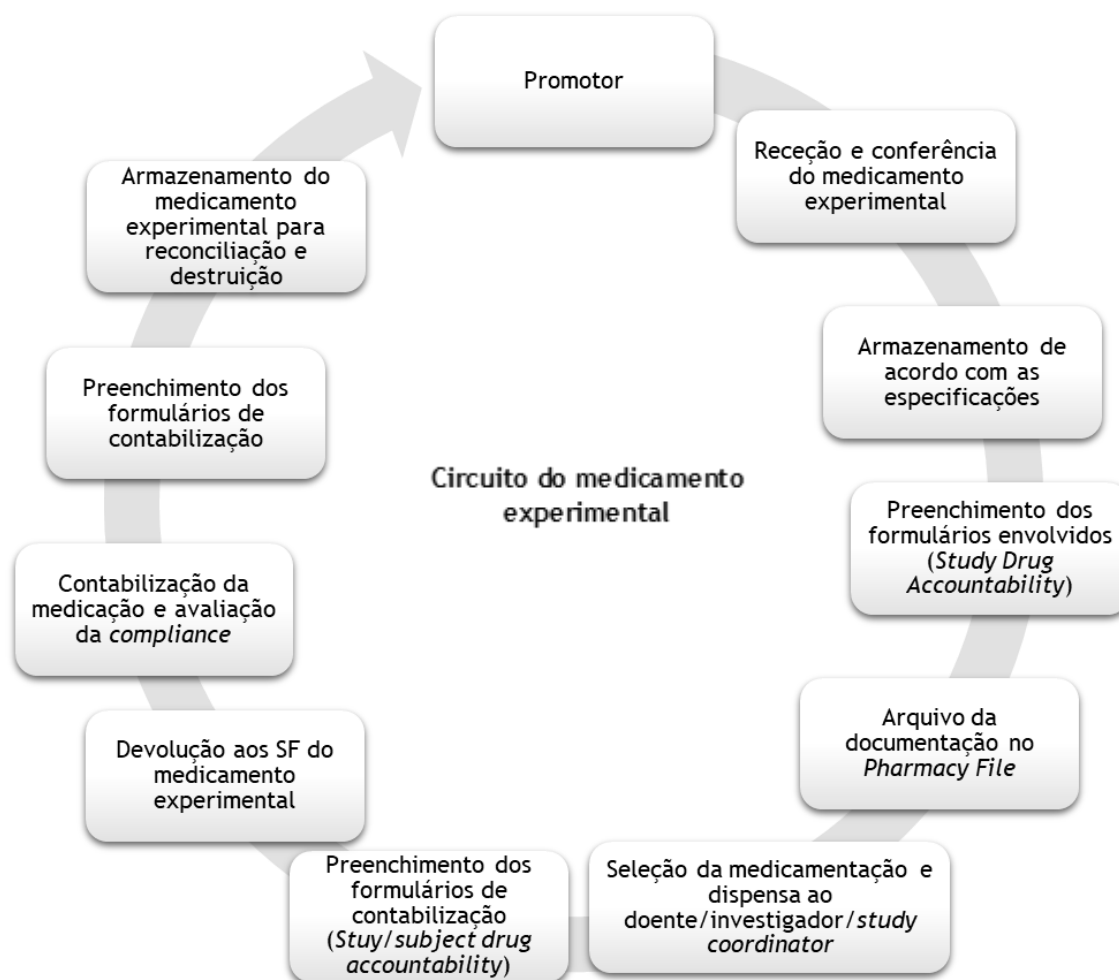 Promotor
Receção e conferência
do medicamento
experimental
Armazenamento de
acordo com as
especificações
Preenchimento dos
formulários envolvidos
(Study Drug
Accountability)
Arquivo da
documentação no
Pharmacy File
Seleção da medicamentação e
dispensa ao
doente/investigador/study
coordinator
Preenchimento dos
formulários de
contabilização
(Stuy/subject drug
accountability)
Devolução aos SF do
medicamento
experimental
Contabilização da
medicação e avaliação
da compliance
Preenchimento dos
formulários de
contabilização
Armazenamento do
medicamento
experimental para
reconciliação e
destruição
Circuito do medicamento
experimental